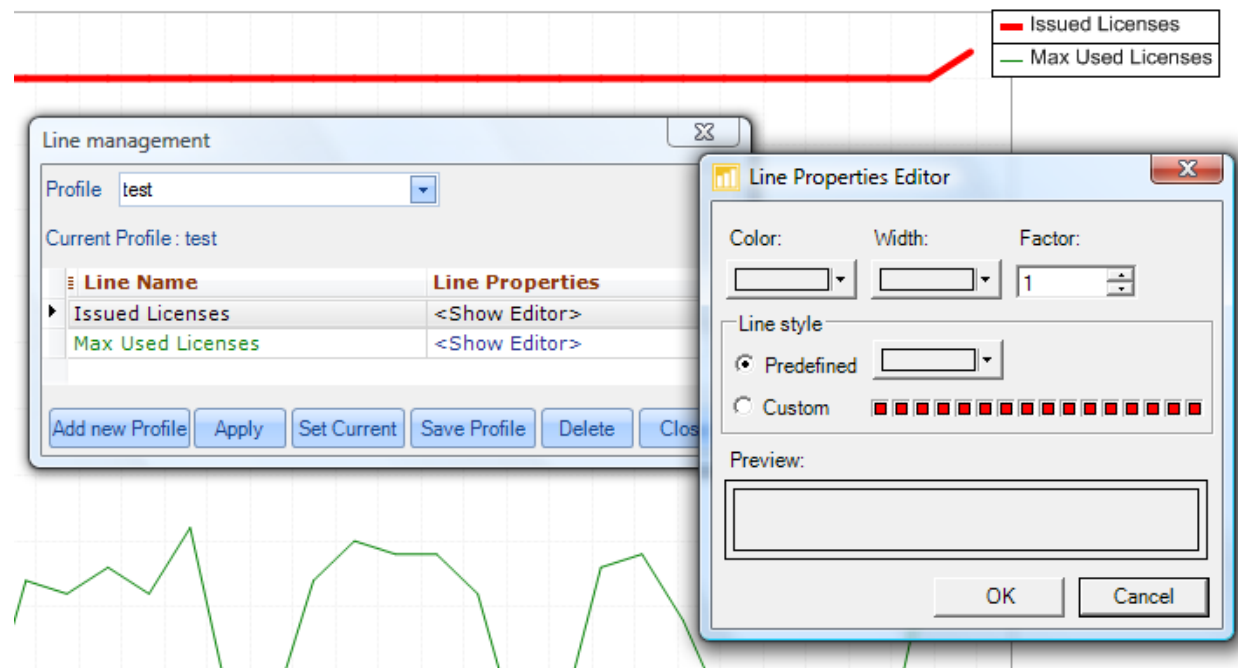 Issued Licenses
Max Used Licenses
Line management
Profile test
Current Profile : test
Line Name Line Properties
Issued Licenses <Show Editor>
Max Used Licenses <Show Editor>
Add new Profile Apply Set Current Save Profile Delete Clos
Line Properties Editor
Color: Width: Factor:
1
Line style
Predefined
Custom
Preview:
OK Cancel